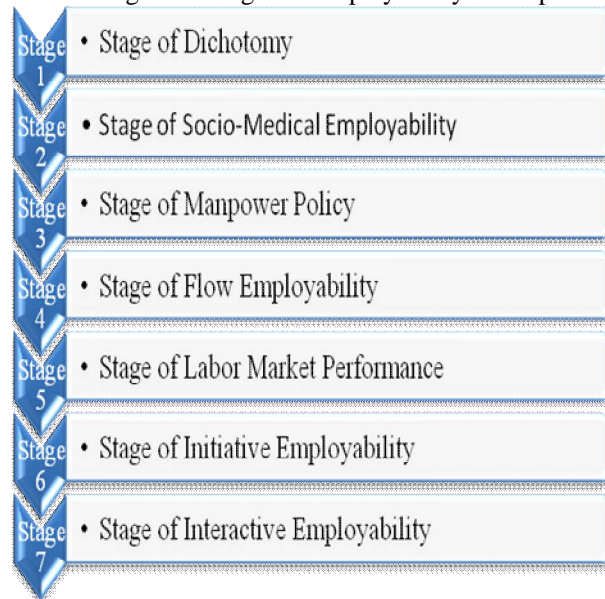 Stage 1 • Stage of Dichotomy
Stage 2 • Stage of Socio-Medical Employability
Stage 3 • Stage of Manpower Policy
Stage 4 • Stage of Flow Employability
Stage 5 • Stage of Labor Market Performance
Stage 6 • Stage of Initiative Employability
Stage 7 • Stage of Interactive Employability